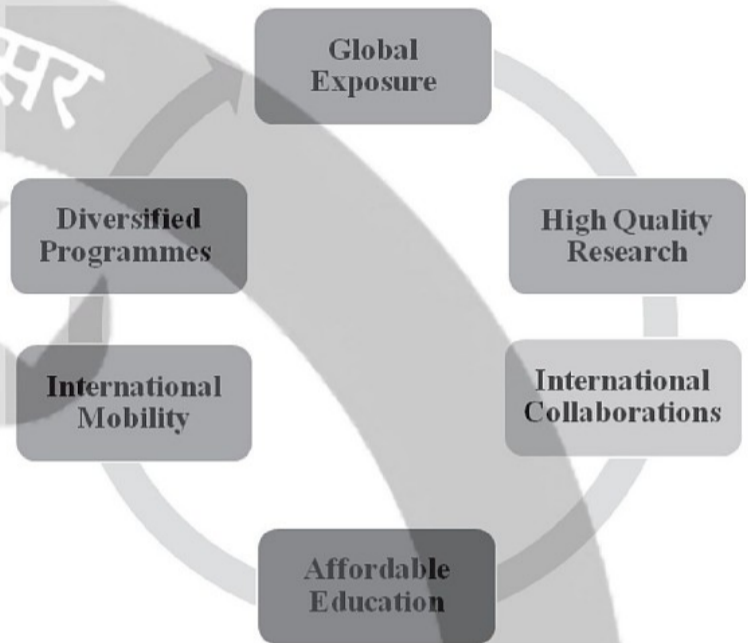 Global
Exposure
High Quality
Research
International
Collaborations
Affordable
Education
International
Mobility
Diversified
Programmes